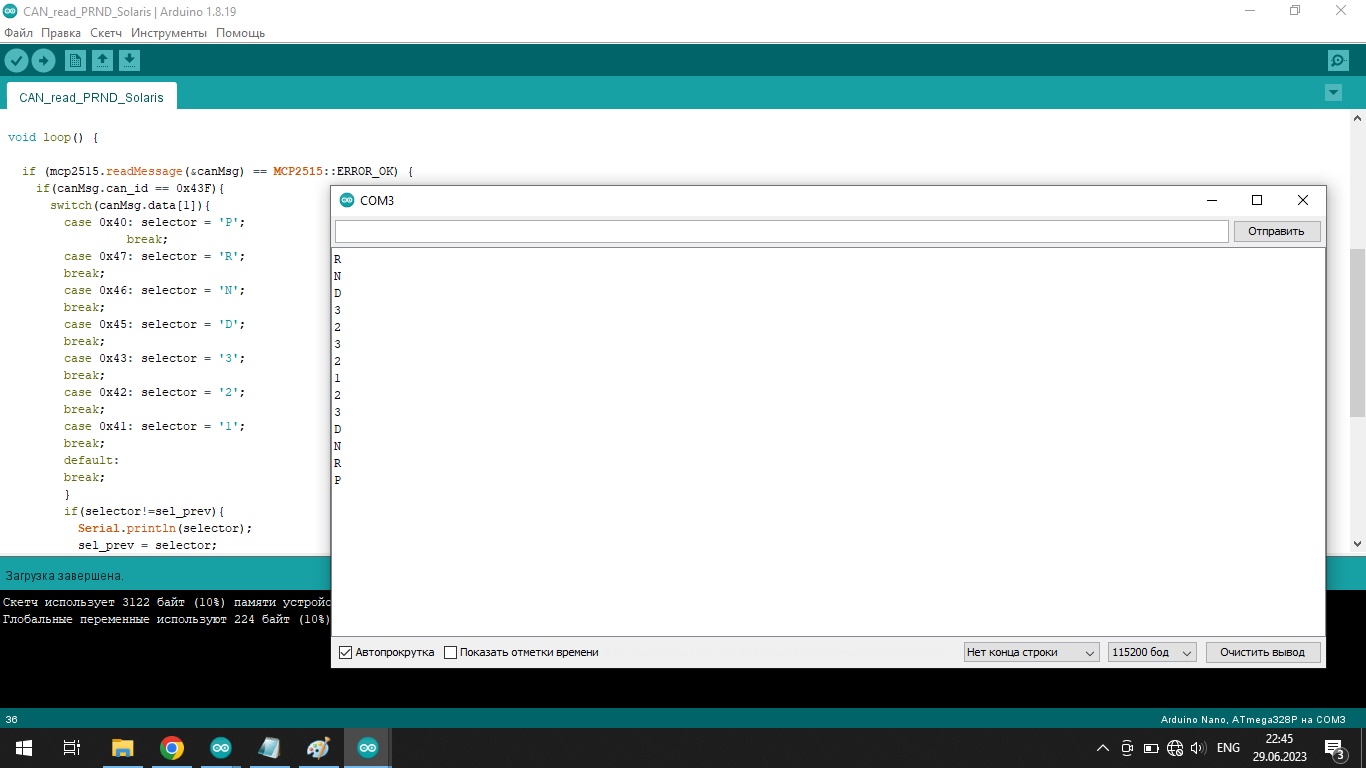 CAN_read_PRND_Solaris | Arduino 1.8.19
Файл Правка Скетч Инструменты Помощь
CAN_read_PRND_Solaris
void loop() {
if (mcp2515.readMessage(&canMsg) == MCP2515::ERROR_OK) {
if(canMsg.can_id == 0x43F){
switch(canMsg.data[1]){
case 0x40: selector = 'P';
break;
case 0x47: selector = 'R';
break;
case 0x46: selector = 'N';
break;
case 0x45: selector = 'D';
break;
case 0x43: selector = '3';
break;
case 0x42: selector = '2';
break;
case 0x41: selector = '1';
break;
default:
break;
}
if(selector!=sel_prev){
Serial.println(selector);
sel_prev = selector;
COM3
Отправить
R
N
D
3
2
3
2
1
2
3
D
N
R
P
Автопрокрутка Показать отметки времени Нет конца строки 115200 бод Очистить вывод
Загрузка завершена.
Скетч использует 3122 байт (10%) памяти устройс
Глобальные переменные используют 224 байт (10%)
36 Arduino Nano, ATmega328P на COM3
ENG 22:45
29.06.2023 3